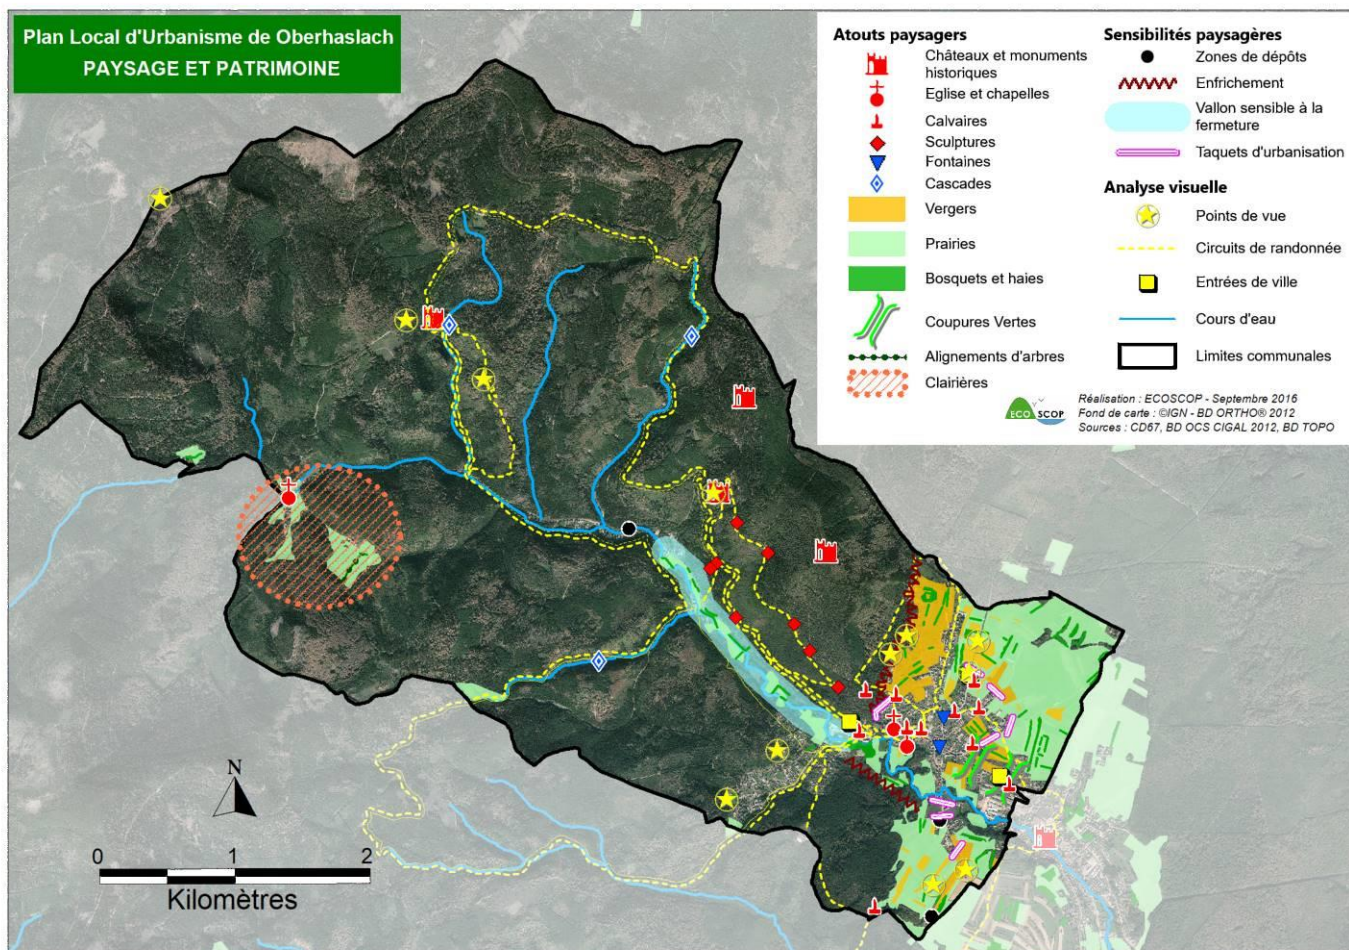 Plan Local d'Urbanisme de Oberhaslach
PAYSAGE ET PATRIMOINE
Atouts paysagers
Châteaux et monuments
historiques
Eglise et chapelles
Calvaires
Sculptures
Fontaines
Cascades
Vergers
Prairies
Bosquets et haies
Coupures Vertes
Alignements d'arbres
Clairières
Sensibilités paysagères
Zones de dépôts
Enfrichement
Vallon sensible à la
fermeture
Taquets d'urbanisation
Analyse visuelle
Points de vue
Circuits de randonnée
Entrées de ville
Cours d'eau
Limites communales
ECO SCOP
Réalisation : ECOSCOP - Septembre 2016
Fond de carte : ©IGN - BD ORTHO® 2012
Sources : CD67, BD OCS CIGAL 2012, BD TOPO
N
0 1 2
Kilomètres